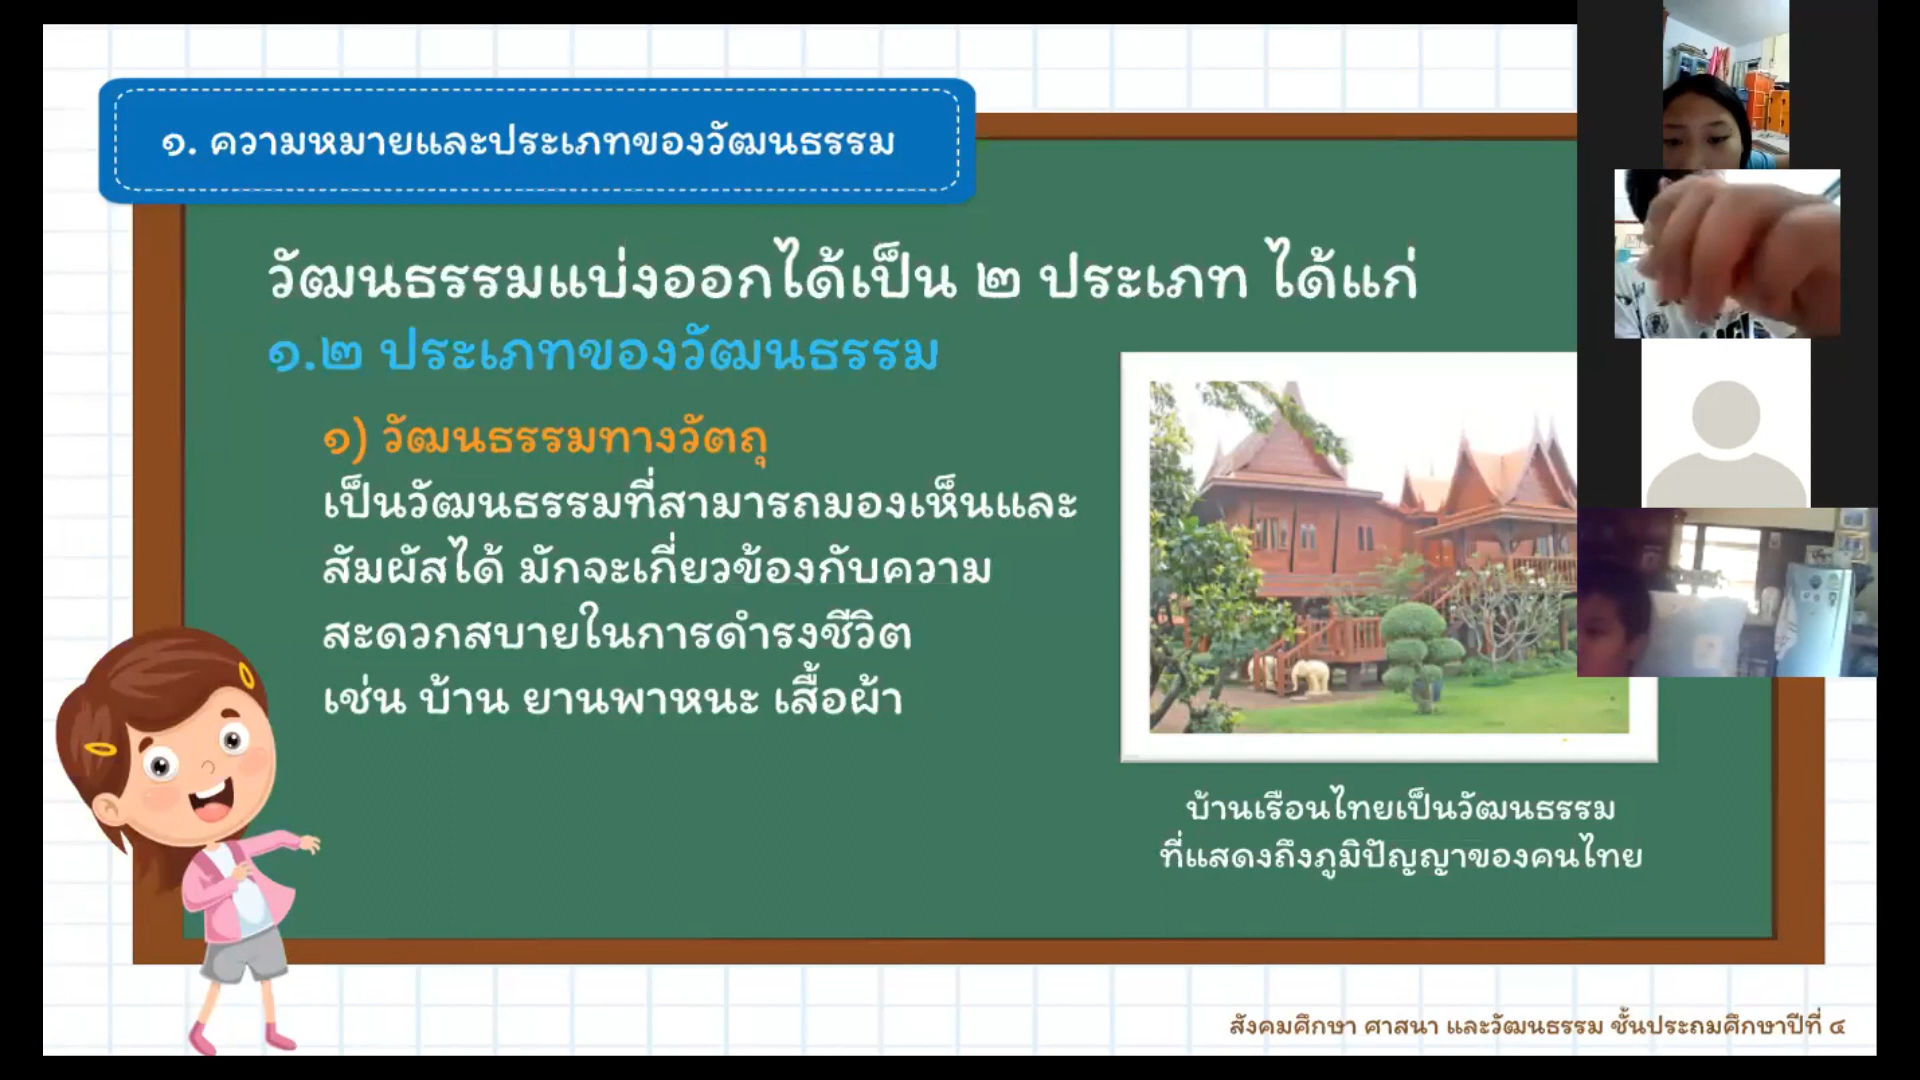 ๑. ความหมายและประเภทของวัฒนธรรม
วัฒนธรรมแบ่งออกได้เป็น ๒ ประเภท ได้แก่
๑.๒ ประเภทของวัฒนธรรม
๑) วัฒนธรรมทางวัตถุ
เป็นวัฒนธรรมที่สามารถมองเห็นและ
สัมผัสได้ มักจะเกี่ยวข้องกับความ
สะดวกสบายในการดำรงชีวิต
เช่น บ้าน ยานพาหนะ เสื้อผ้า
บ้านเรือนไทยเป็นวัฒนธรรม
ที่แสดงถึงภูมิปัญญาของคนไทย
สังคมศึกษา ศาสนา และวัฒนธรรม ชั้นประถมศึกษาปีที่ ๔